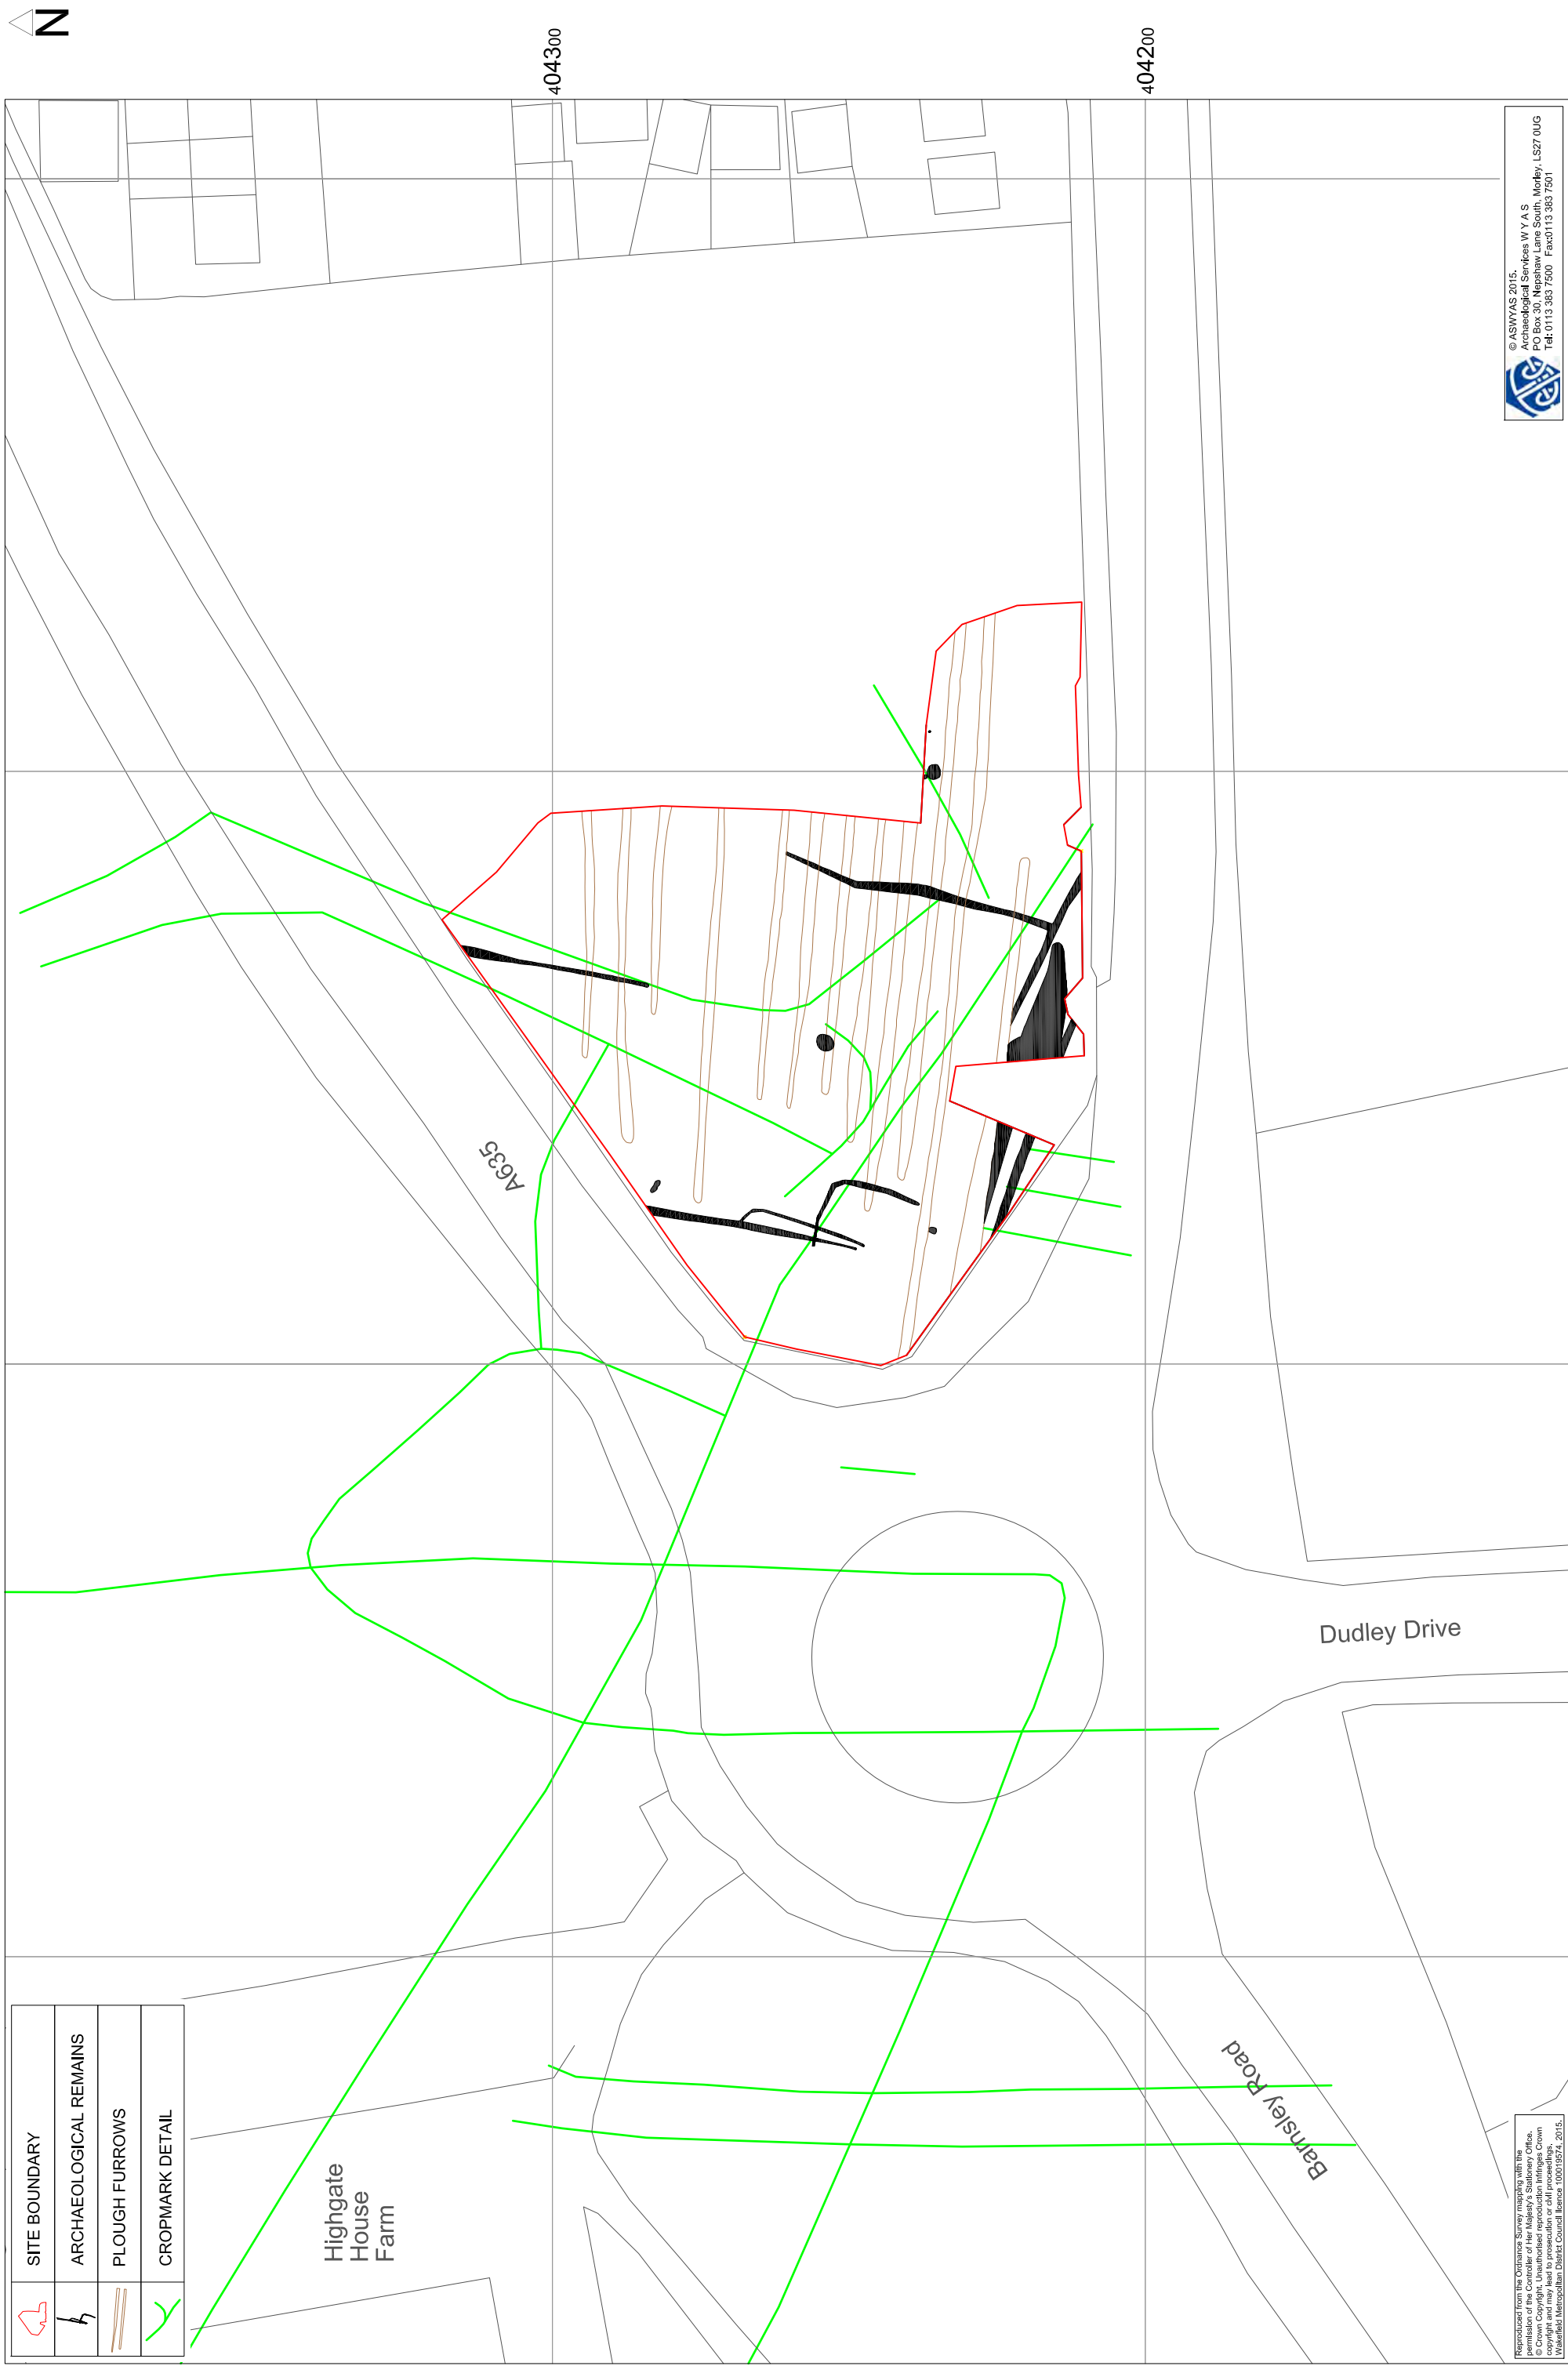 N
404300
404200
© ASWYAS 2015.
Archaeological Services W Y A S
PO Box 30, Nepshaw Lane South, Morley, LS27 0UG
Tel: 0113 383 7500 Fax:0113 383 7501
A635
Dudley Drive
Barnsley Road
Highgate
House
Farm
SITE BOUNDARY
ARCHAEOLOGICAL REMAINS
PLOUGH FURROWS
CROPMARK DETAIL
Reproduced from the Ordnance Survey mapping with the
permission of the Controller of Her Majesty's Stationery Office.
© Crown Copyright. Unauthorised reproduction infringes Crown
copyright and may lead to prosecution or civil proceedings.
Wakefield Metropolitan District Council licence 100019574, 2015.